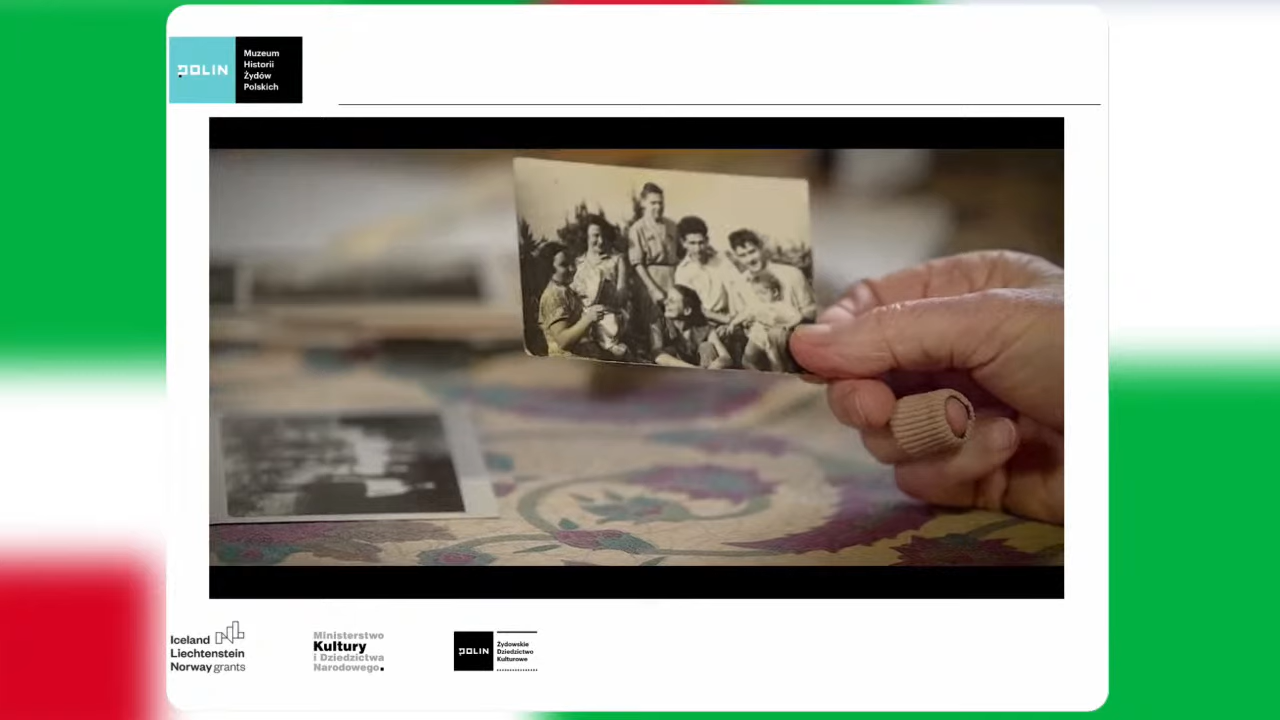 POLIN
Muzeum
Historii
Żydów
Polskich
Iceland
Liechtenstein
Norway grants
Ministerstwo
Kultury
i Dziedzictwa
Narodowego.
POLIN
Żydowskie
Dziedzictwo
Kulturowe